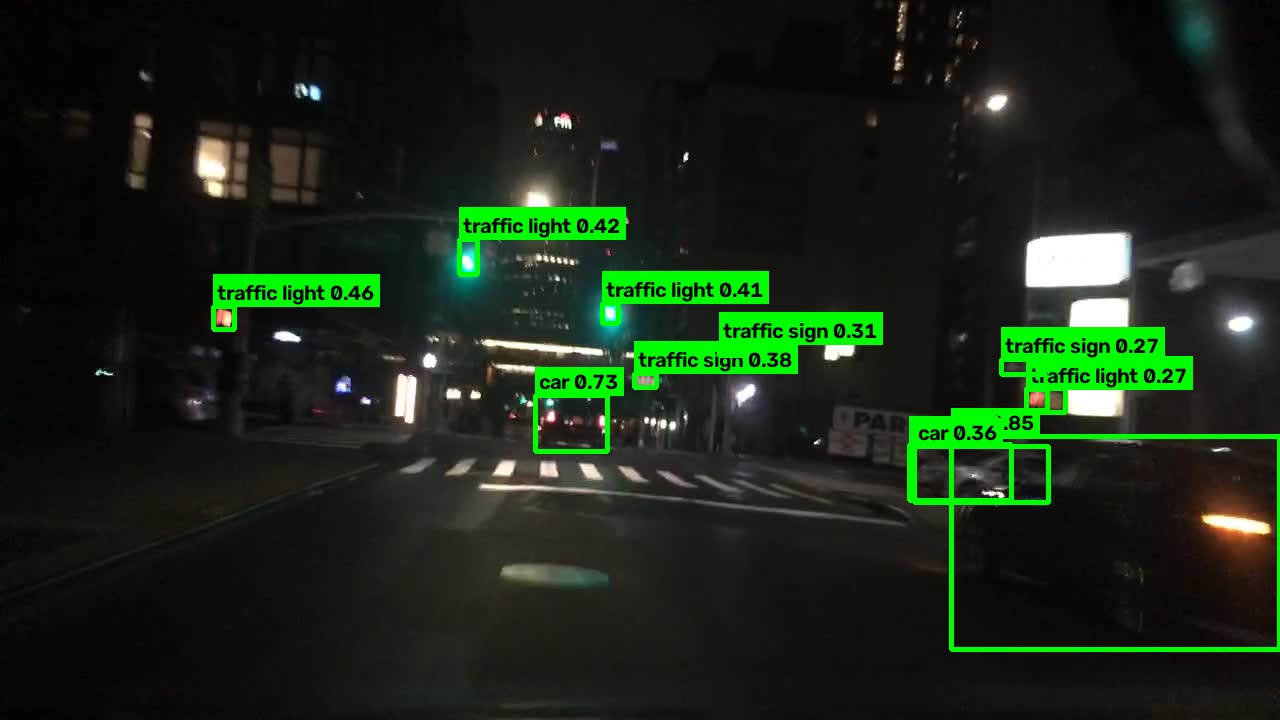 traffic light 0.42
traffic light 0.46
traffic light 0.41
traffic sign 0.31
traffic sign 0.38
traffic sign 0.27
traffic light 0.27
car 0.73
.85
car 0.36
PAR